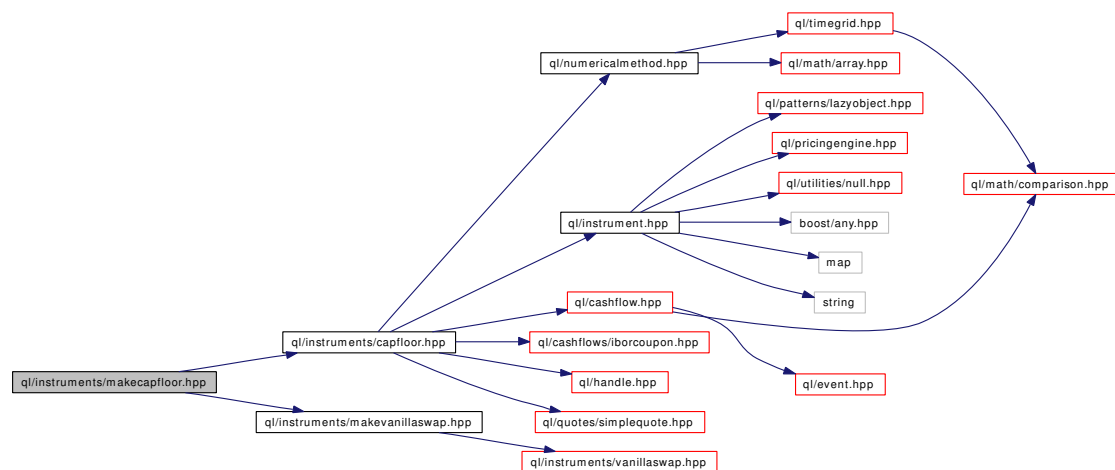 ql/timegrid.hpp
ql/numericalmethod.hpp
ql/math/array.hpp
ql/patterns/lazyobject.hpp
ql/pricingengine.hpp
ql/utilities/null.hpp
ql/math/comparison.hpp
ql/instrument.hpp
boost/any.hpp
map
string
ql/cashflow.hpp
ql/instruments/capfloor.hpp
ql/cashflows/iborcoupon.hpp
ql/instruments/makecapfloor.hpp
ql/handle.hpp
ql/event.hpp
ql/instruments/makevanillaswap.hpp
ql/quotes/simplequote.hpp
ql/instruments/vanillaswap.hpp